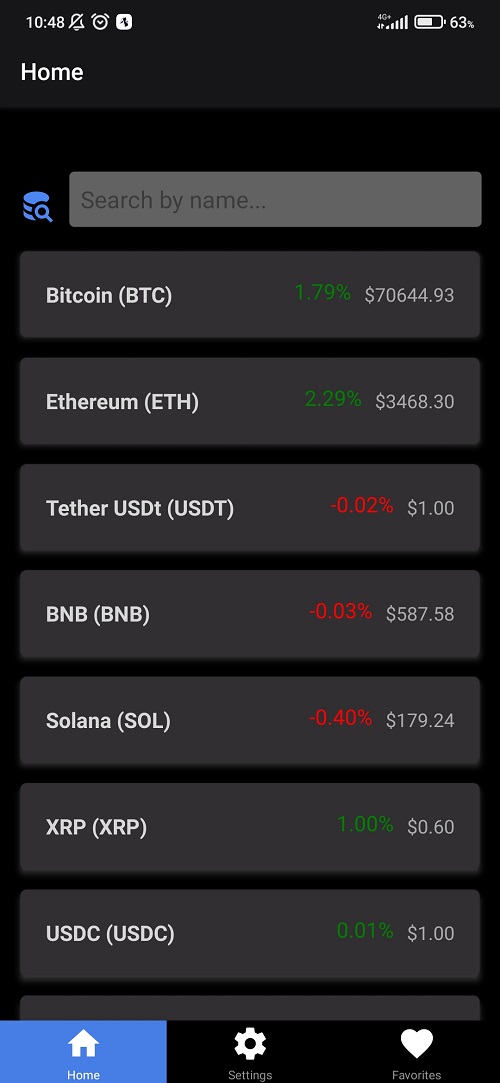 10:48 4G+ 63%
Home
Search by name...
Bitcoin (BTC) 1.79% $70644.93
Ethereum (ETH) 2.29% $3468.30
Tether USDt (USDT) -0.02% $1.00
BNB (BNB) -0.03% $587.58
Solana (SOL) -0.40% $179.24
XRP (XRP) 1.00% $0.60
USDC (USDC) 0.01% $1.00
Home Settings Favorites